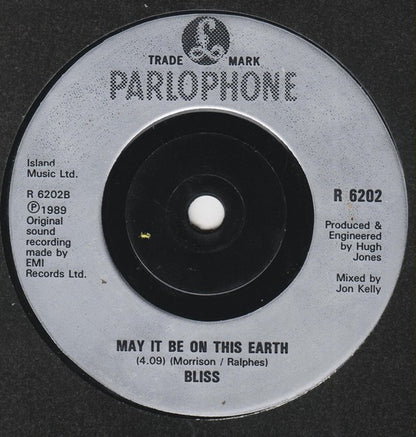 TRADE MARK
PARLOPHONE
Island
Music Ltd.
R 6202B
Ⓟ 1989
Original
sound
recording
made by
EMI
Records Ltd.
R 6202
Produced &
Engineered
by Hugh
Jones
Mixed by
Jon Kelly
MAY IT BE ON THIS EARTH
(4.09) (Morrison / Ralphes)
BLISS